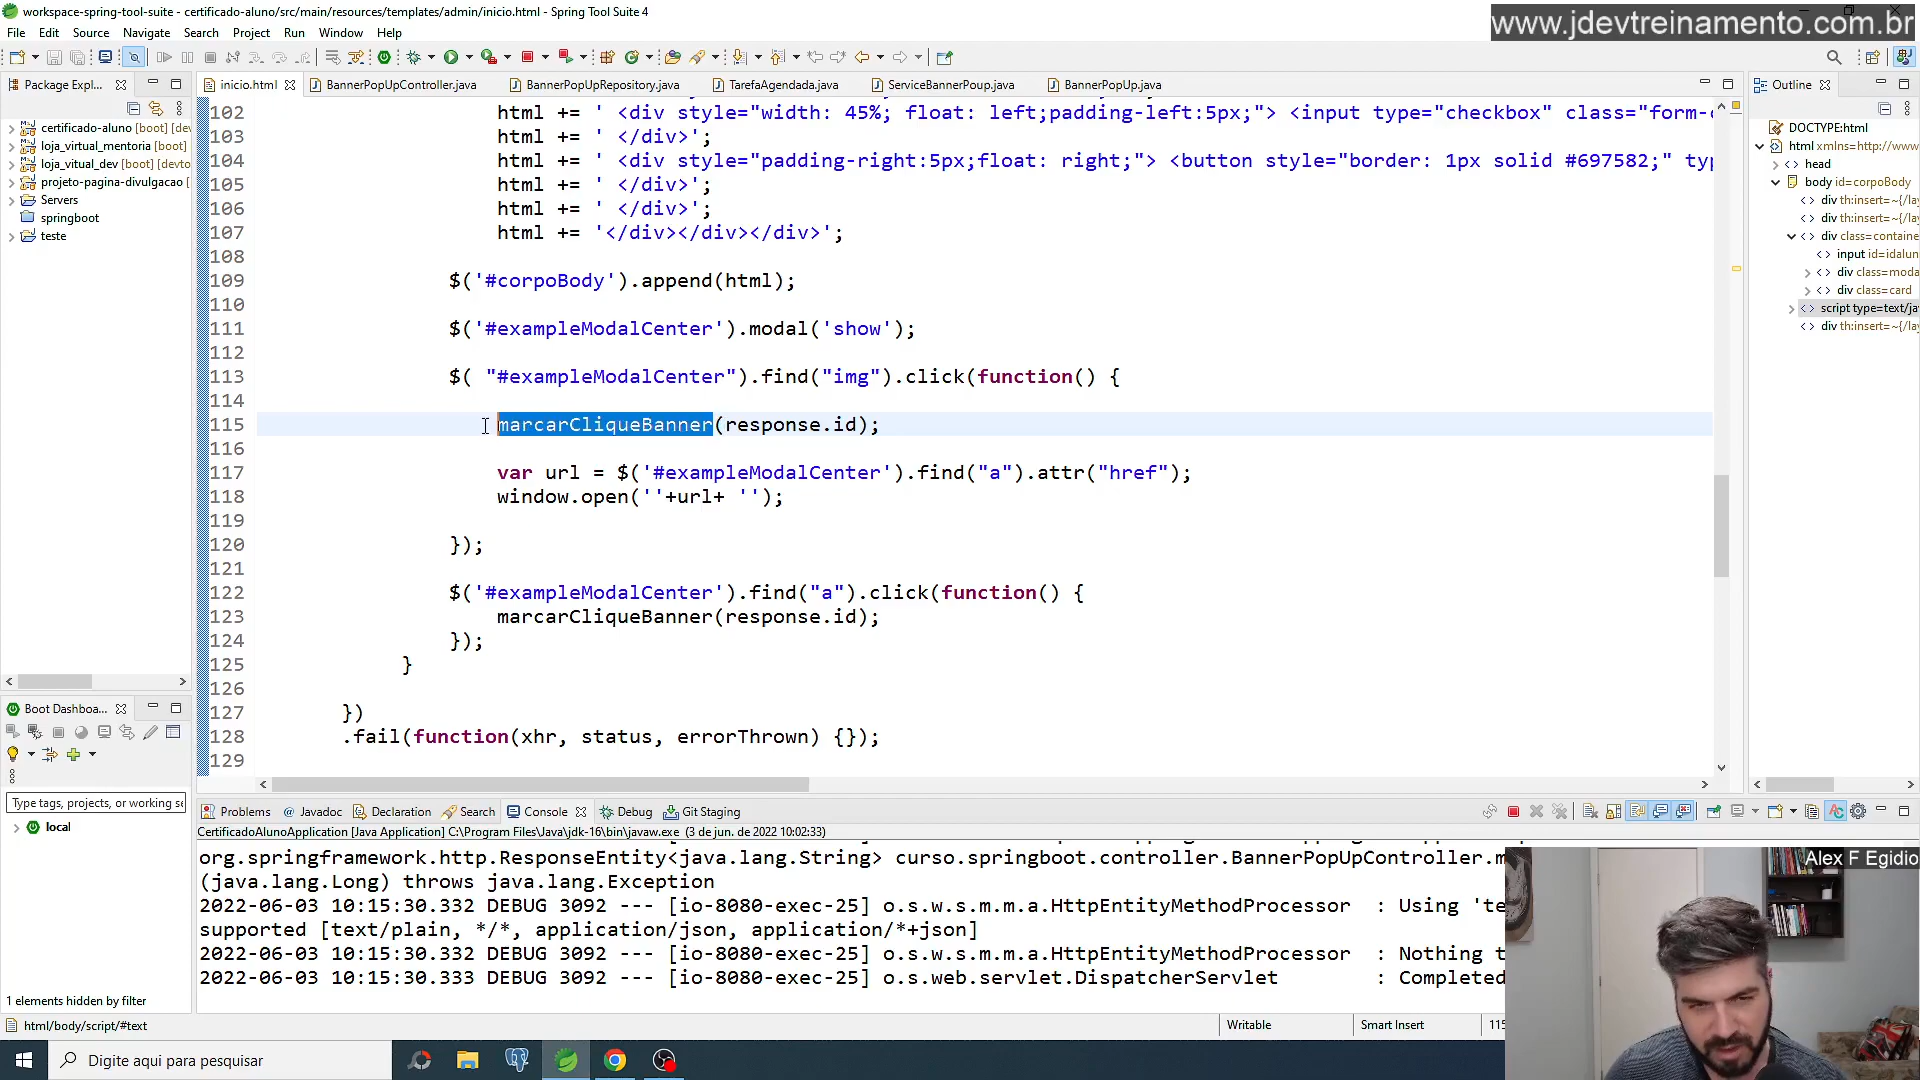 workspace-spring-tool-suite - certificado-aluno/src/main/resources/templates/admin/inicio.html - Spring Tool Suite 4
www.jdevtreinamento.com.br
File Edit Source Navigate Search Project Run Window Help
Package Expl...
inicio.html
BannerPopUpController.java
BannerPopUpRepository.java
TarefaAgendada.java
ServiceBannerPoup.java
BannerPopUp.java
Outline
certificado-aluno [boot] [dev
loja_virtual_mentoria [boot]
loja_vitual_dev [boot] [devto
projeto-pagina-divulgacao [
Servers
springboot
teste
102 html += ' <div style="width: 45%; float: left;padding-left:5px;"> <input type="checkbox" class="form-c
103 html += ' </div>';
104 html += ' <div style="padding-right:5px;float: right;"> <button style="border: 1px solid #697582;" typ
105 html += ' </div>';
106 html += ' </div>';
107 html += '</div></div></div>';
108
109 $('#corpoBody').append(html);
110
111 $('#exampleModalCenter').modal('show');
112
113 $( "#exampleModalCenter").find("img").click(function() {
114
115 marcarCliqueBanner(response.id);
116
117 var url = $('#exampleModalCenter').find("a").attr("href");
118 window.open(''+url+ '');
119
120 });
121
122 $('#exampleModalCenter').find("a").click(function() {
123 marcarCliqueBanner(response.id);
124 });
125 }
126
127 })
128 .fail(function(xhr, status, errorThrown) {});
129
DOCTYPE:html
html xmlns=http://www
head
body id=corpoBody
div th:insert=~{/lay
div th:insert=~{/lay
div class=containe
input id=idalun
div class=moda
div class=card
script type=text/ja
div th:insert=~{/lay
Boot Dashboa...
Type tags, projects, or working se
local
1 elements hidden by filter
Problems Javadoc Declaration Search Console Debug Git Staging
CertificadoAlunoApplication [Java Application] C:\Program Files\Java\jdk-16\bin\javaw.exe (3 de jun. de 2022 10:02:33)
org.springframework.http.ResponseEntity<java.lang.String> curso.springboot.controller.BannerPopUpController.m
(java.lang.Long) throws java.lang.Exception
2022-06-03 10:15:30.332 DEBUG 3092 --- [io-8080-exec-25] o.s.w.s.m.m.a.HttpEntityMethodProcessor : Using 'te
supported [text/plain, */*, application/json, application/*+json]
2022-06-03 10:15:30.332 DEBUG 3092 --- [io-8080-exec-25] o.s.w.s.m.m.a.HttpEntityMethodProcessor : Nothing t
2022-06-03 10:15:30.333 DEBUG 3092 --- [io-8080-exec-25] o.s.web.servlet.DispatcherServlet : Completed
Alex F Egidio
html/body/script/#text
Writable
Smart Insert
115
Digite aqui para pesquisar